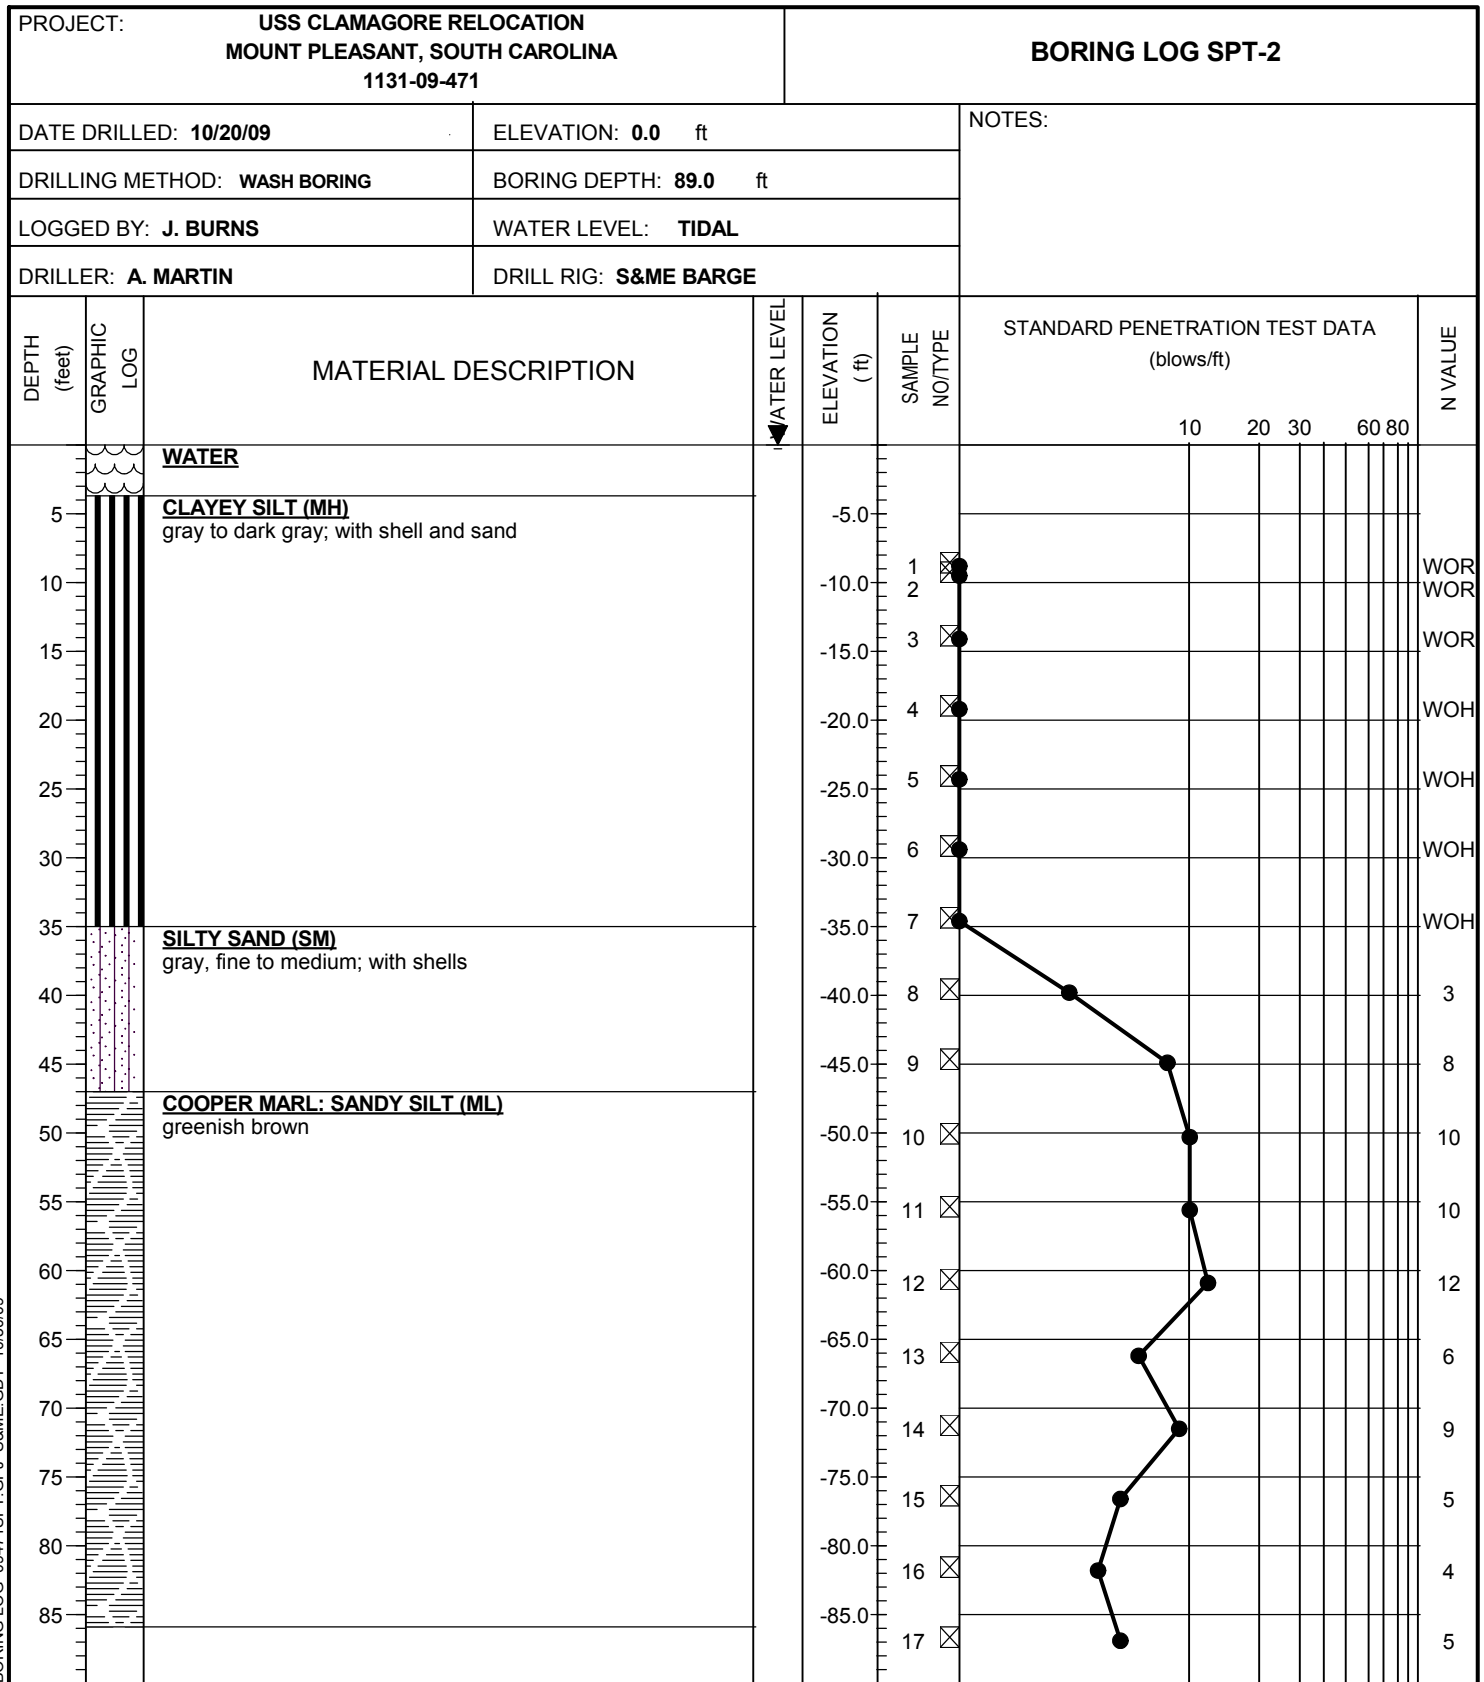 PROJECT: USS CLAMAGORE RELOCATION
MOUNT PLEASANT, SOUTH CAROLINA
1131-09-471
BORING LOG SPT-2
DATE DRILLED: 10/20/09
ELEVATION: 0.0 ft
NOTES:
DRILLING METHOD: WASH BORING
BORING DEPTH: 89.0 ft
LOGGED BY: J. BURNS
WATER LEVEL: TIDAL
DRILLER: A. MARTIN
DRILL RIG: S&ME BARGE
DEPTH
(feet)
GRAPHIC
LOG
MATERIAL DESCRIPTION
WATER LEVEL
ELEVATION
(ft)
SAMPLE
NO/TYPE
STANDARD PENETRATION TEST DATA
(blows/ft)
10 20 30 60 80
N VALUE
WATER
CLAYEY SILT (MH)
5 -5.0
gray to dark gray; with shell and sand
1 WOR
10 -10.0
2 WOR
3 WOR
15 -15.0
4 WOH
20 -20.0
5 WOH
25 -25.0
6 WOH
30 -30.0
7 WOH
35 -35.0
SILTY SAND (SM)
gray, fine to medium; with shells
8 3
40 -40.0
9 8
45 -45.0
COOPER MARL: SANDY SILT (ML)
greenish brown
50 -50.0
10 10
55 -55.0
11 10
60 -60.0
12 12
65 -65.0
13 6
70 -70.0
14 9
75 -75.0
15 5
80 -80.0
16 4
85 -85.0
17 5